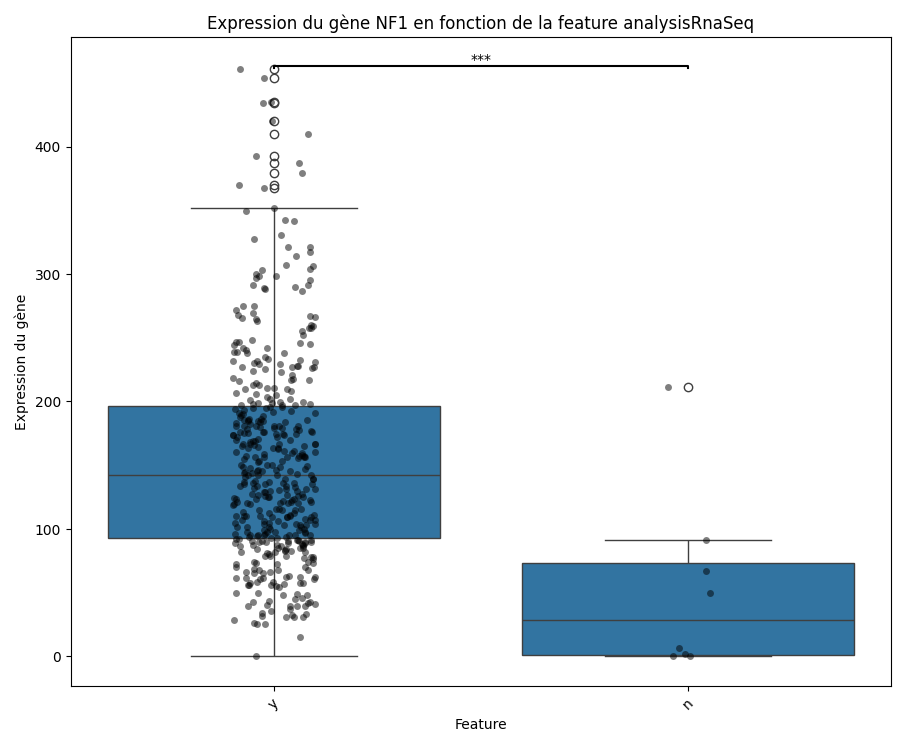 Expression du gène NF1 en fonction de la feature analysisRnaSeq
***
Expression du gène
400
300
200
100
0
y
n
Feature